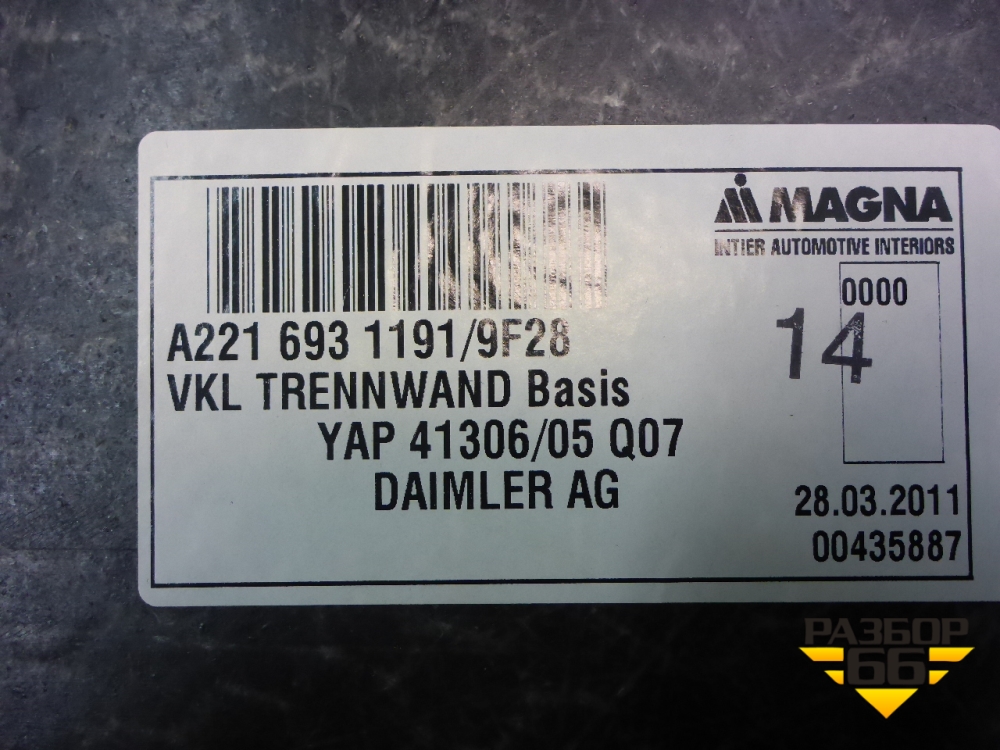 MAGNA
INTIER AUTOMOTIVE INTERIORS
0000
14
A221 693 1191/9F28
VKL TRENNWAND Basis
YAP 41306/05 Q07
DAIMLER AG
28.03.2011
00435887
РАЗБОР
66